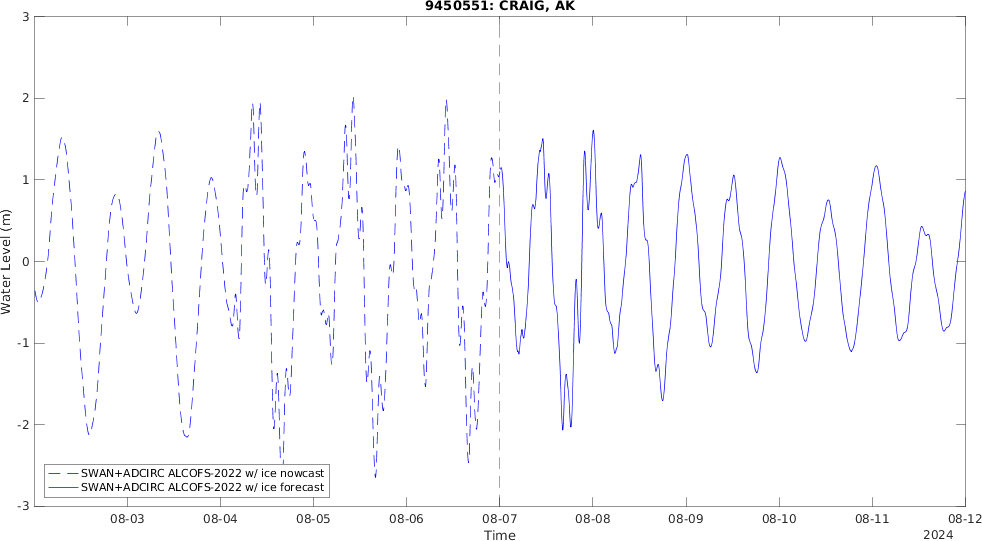 9450551: CRAIG, AK
3
2
1
0
-1
-2
-3
Water Level (m)
SWAN+ADCIRC ALCOFS-2022 w/ ice nowcast
SWAN+ADCIRC ALCOFS-2022 w/ ice forecast
08-03 08-04 08-05 08-06 08-07 08-08 08-09 08-10 08-11 08-12
Time
2024